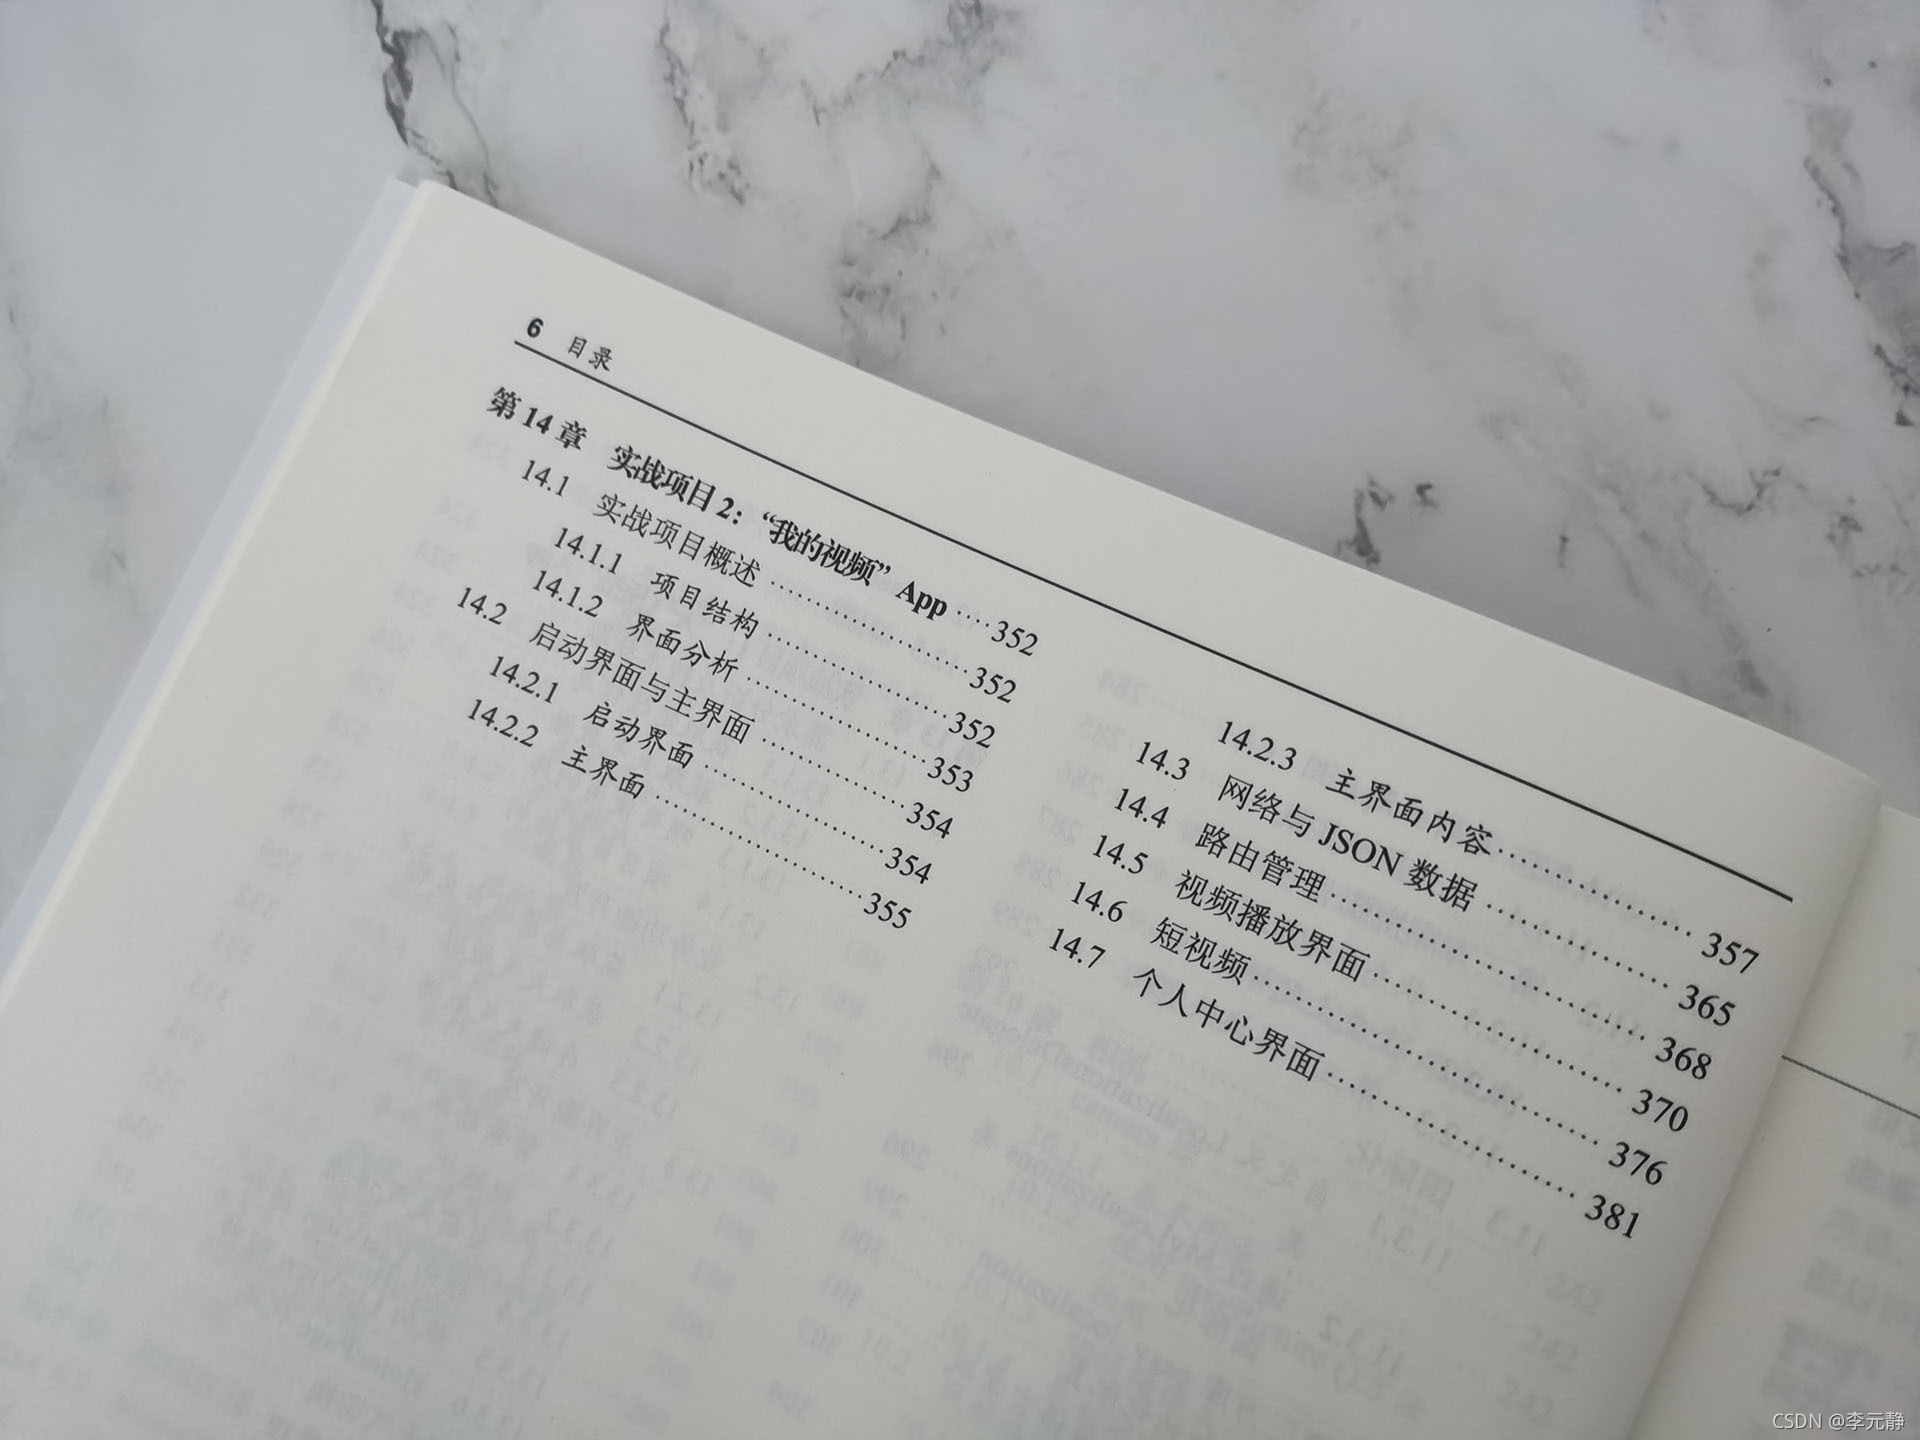 6 目录
第 14 章 实战项目 2：“我的视频” App ····352
14.1 实战项目概述 ····················352
14.1.1 项目结构 ····················352
14.1.2 界面分析 ····················353
14.2 启动界面与主界面 ················354
14.2.1 启动界面 ····················354
14.2.2 主界面 ······················355
14.2.3 主界面内容 ··················357
14.3 网络与 JSON 数据 ················365
14.4 路由管理 ························368
14.5 视频播放界面 ····················370
14.6 短视频 ··························376
14.7 个人中心界面 ····················381
CSDN @李元静